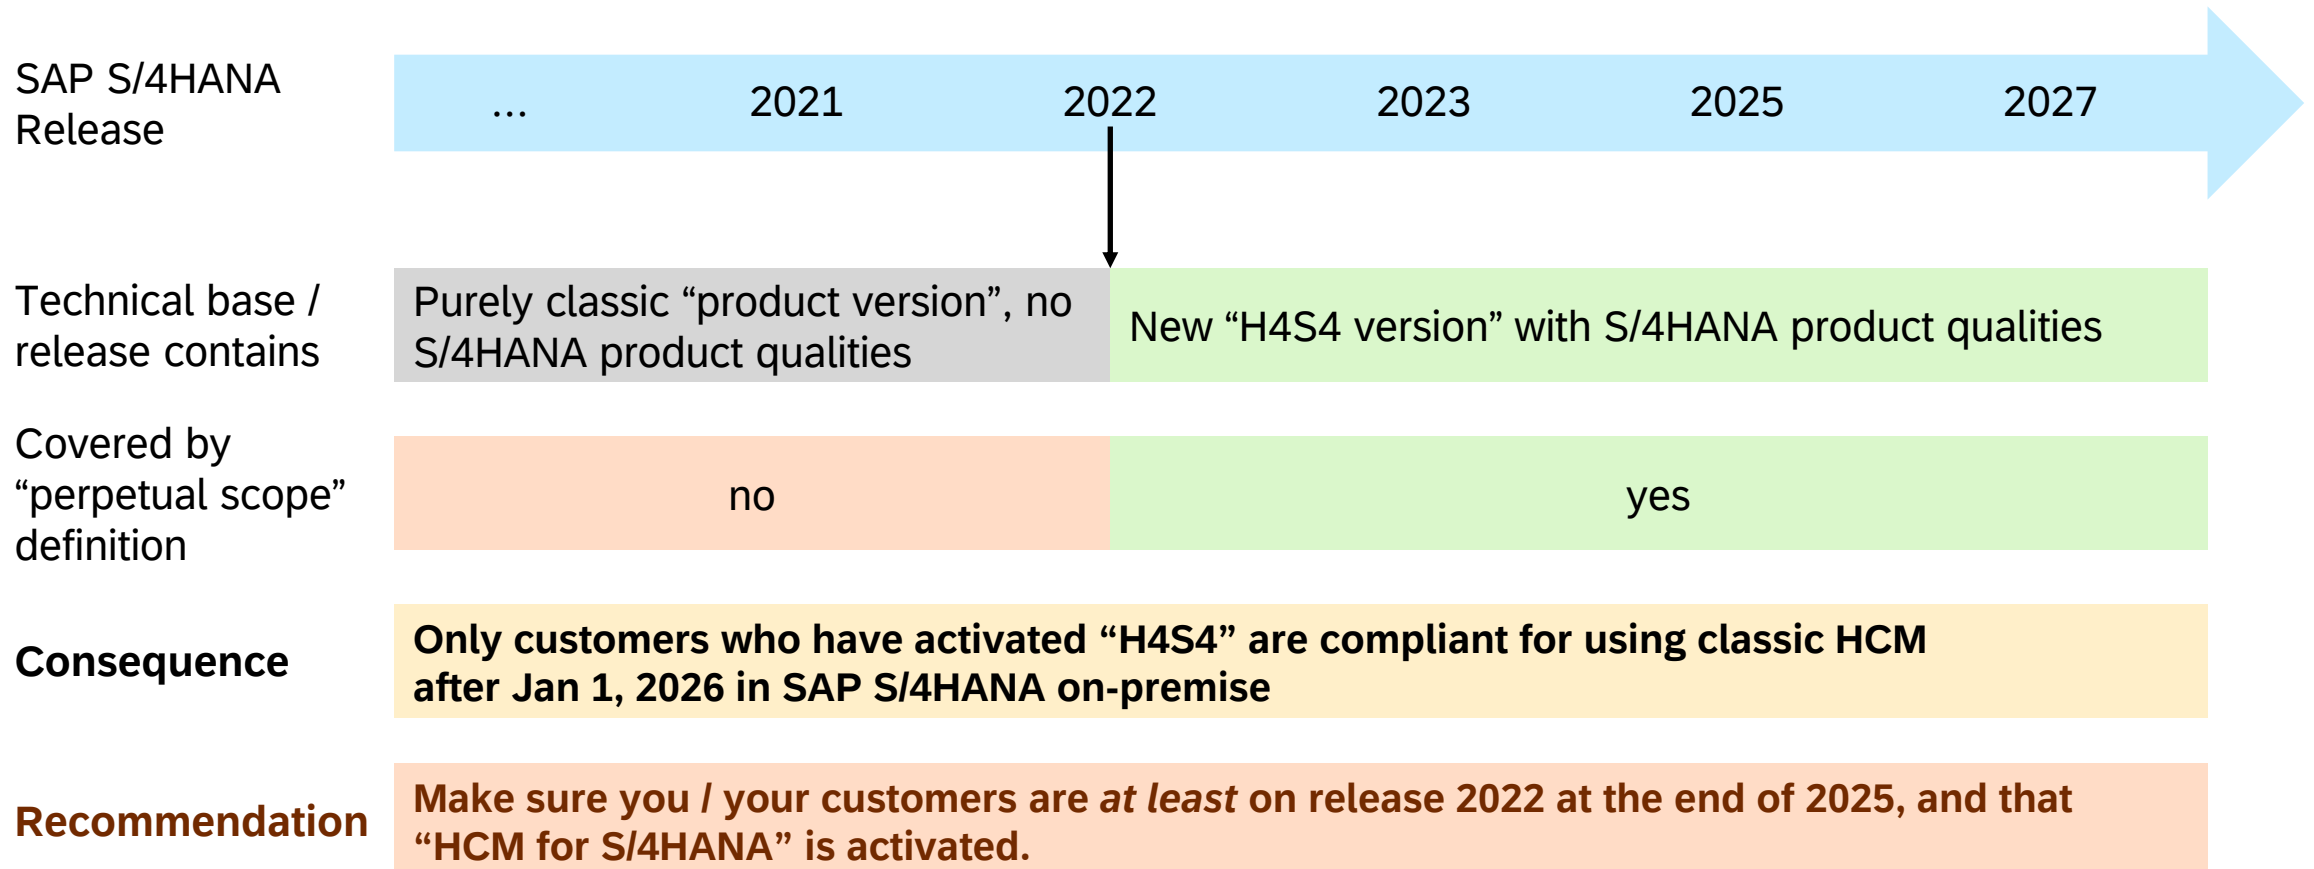 SAP S/4HANA
Release
... 2021 2022 2023 2025 2027
Technical base /
release contains
Purely classic “product version”, no
S/4HANA product qualities
New “H4S4 version” with S/4HANA product qualities
Covered by
“perpetual scope”
definition
no
yes
Consequence
Only customers who have activated “H4S4” are compliant for using classic HCM
after Jan 1, 2026 in SAP S/4HANA on-premise
Recommendation
Make sure you / your customers are at least on release 2022 at the end of 2025, and that
“HCM for S/4HANA” is activated.